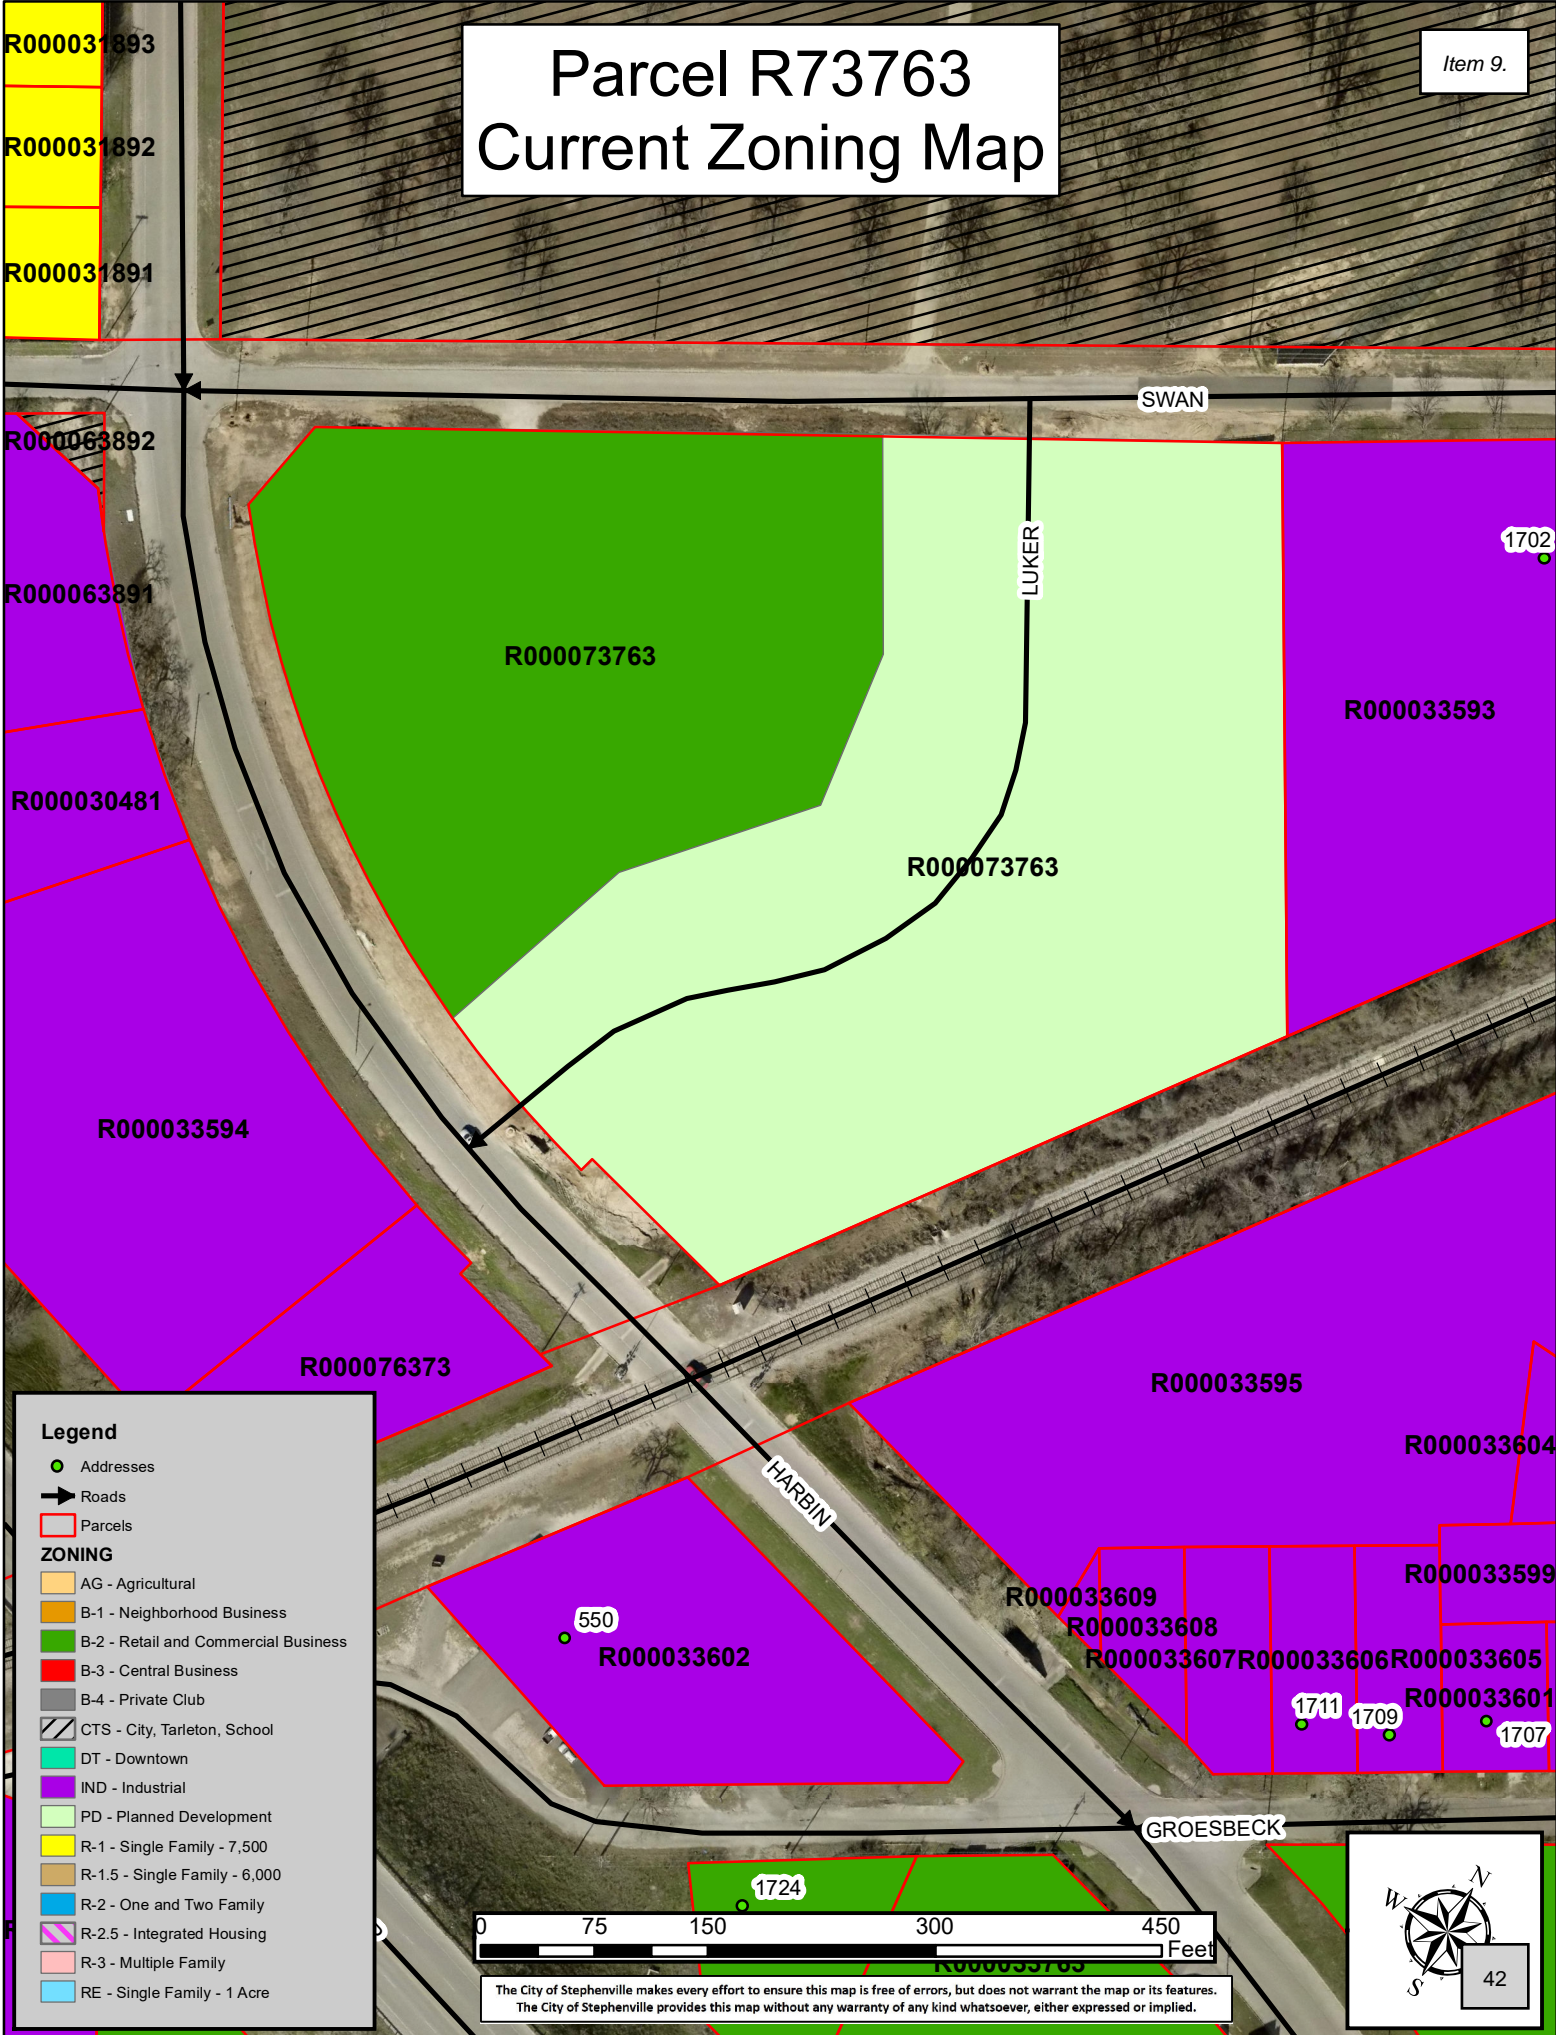 Parcel R73763
Current Zoning Map
Item 9.
R000031893
R000031892
R000031891
SWAN
R000063892
R000063891
LUKER
1702
R000073763
R000033593
R000030481
R000073763
R000033594
R000076373
R000033595
R000033604
HARBIN
R000033599
R000033609
R000033608
550
R000033602
R000033607
R000033606
R000033605
R000033601
1711
1709
1707
GROESBECK
1724
Legend
Addresses
Roads
Parcels
ZONING
AG - Agricultural
B-1 - Neighborhood Business
B-2 - Retail and Commercial Business
B-3 - Central Business
B-4 - Private Club
CTS - City, Tarleton, School
DT - Downtown
IND - Industrial
PD - Planned Development
R-1 - Single Family - 7,500
R-1.5 - Single Family - 6,000
R-2 - One and Two Family
R-2.5 - Integrated Housing
R-3 - Multiple Family
RE - Single Family - 1 Acre
0 75 150 300 450
Feet
The City of Stephenville makes every effort to ensure this map is free of errors, but does not warrant the map or its features.
The City of Stephenville provides this map without any warranty of any kind whatsoever, either expressed or implied.
N
W
S
42